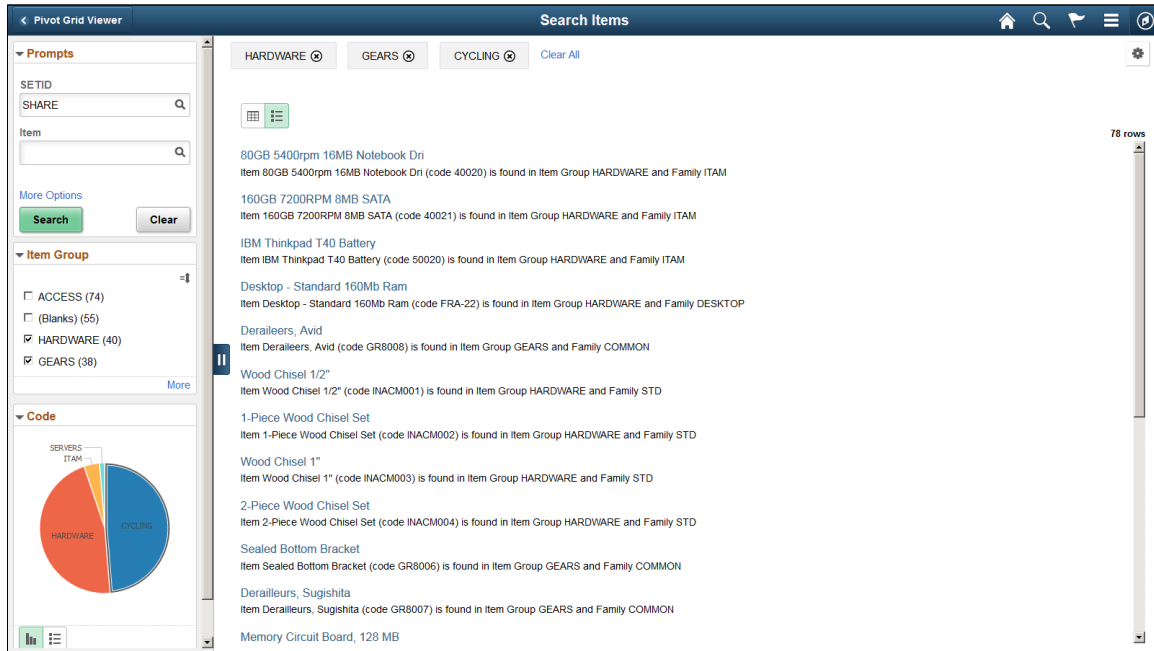 Pivot Grid Viewer
Search Items
Prompts
SETID
SHARE
Item
More Options
Search
Clear
Item Group
ACCESS (74)
(Blanks) (55)
HARDWARE (40)
GEARS (38)
More
Code
SERVERS
ITAM
HARDWARE
CYCLING
HARDWARE
GEARS
CYCLING
Clear All
78 rows
80GB 5400rpm 16MB Notebook Dri
Item 80GB 5400rpm 16MB Notebook Dri (code 40020) is found in Item Group HARDWARE and Family ITAM
160GB 7200RPM 8MB SATA
Item 160GB 7200RPM 8MB SATA (code 40021) is found in Item Group HARDWARE and Family ITAM
IBM Thinkpad T40 Battery
Item IBM Thinkpad T40 Battery (code 50020) is found in Item Group HARDWARE and Family ITAM
Desktop - Standard 160Mb Ram
Item Desktop - Standard 160Mb Ram (code FRA-22) is found in Item Group HARDWARE and Family DESKTOP
Deraileers, Avid
Item Deraileers, Avid (code GR8008) is found in Item Group GEARS and Family COMMON
Wood Chisel 1/2"
Item Wood Chisel 1/2" (code INACM001) is found in Item Group HARDWARE and Family STD
1-Piece Wood Chisel Set
Item 1-Piece Wood Chisel Set (code INACM002) is found in Item Group HARDWARE and Family STD
Wood Chisel 1"
Item Wood Chisel 1" (code INACM003) is found in Item Group HARDWARE and Family STD
2-Piece Wood Chisel Set
Item 2-Piece Wood Chisel Set (code INACM004) is found in Item Group HARDWARE and Family STD
Sealed Bottom Bracket
Item Sealed Bottom Bracket (code GR8006) is found in Item Group GEARS and Family COMMON
Derailleurs, Sugishita
Item Derailleurs, Sugishita (code GR8007) is found in Item Group GEARS and Family COMMON
Memory Circuit Board, 128 MB